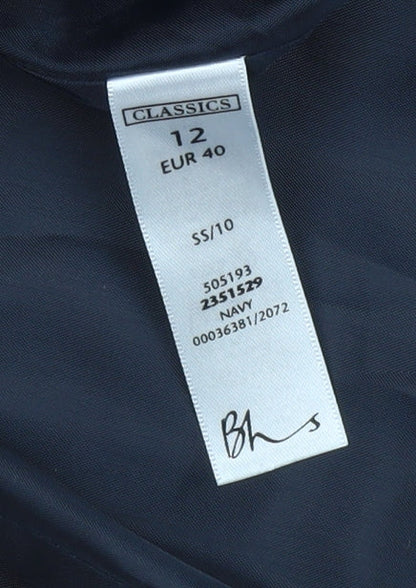 CLASSICS
12
EUR 40
SS/10
505193
2351529
NAVY
00036381/2072
Bhs